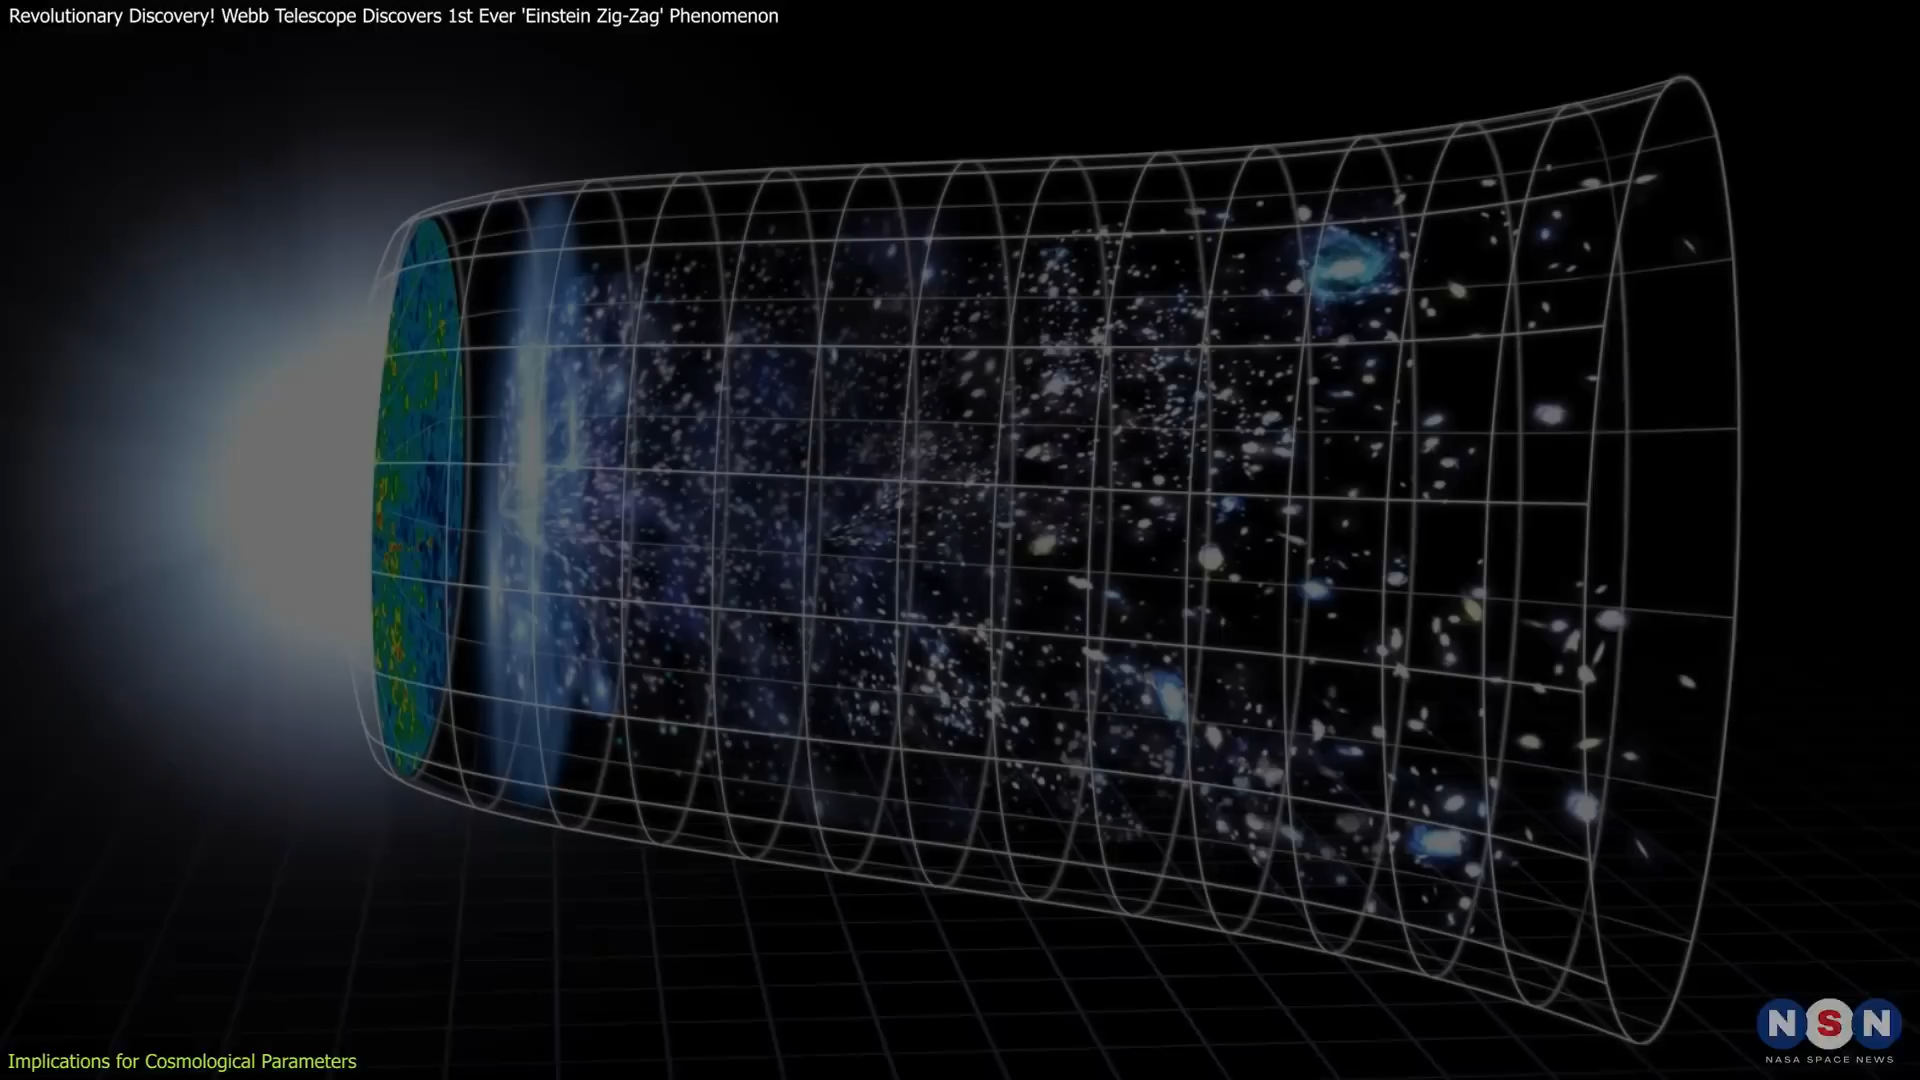 Revolutionary Discovery! Webb Telescope Discovers 1st Ever 'Einstein Zig-Zag' Phenomenon
Implications for Cosmological Parameters
NSN
NASA SPACE NEWS